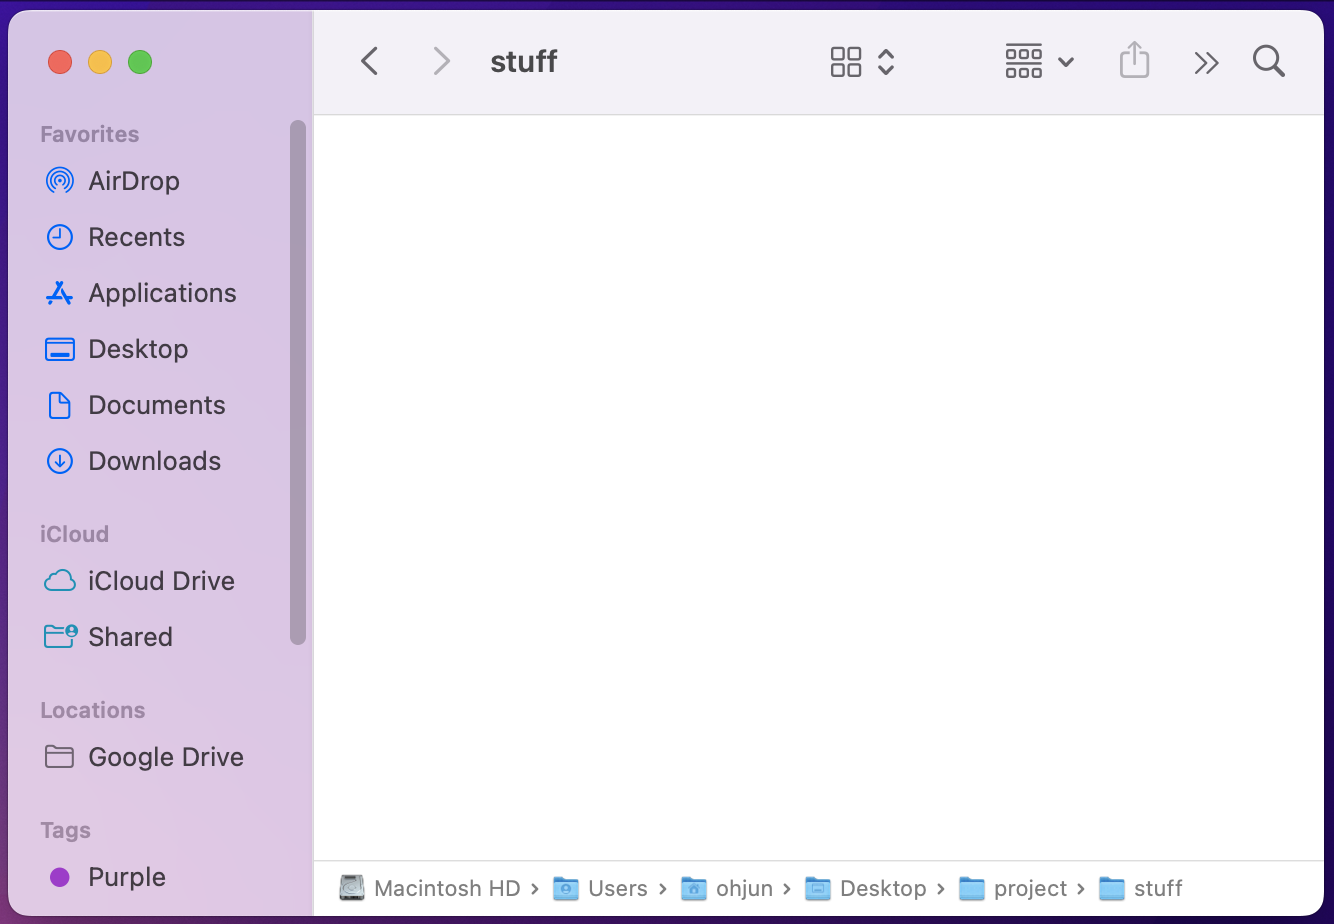 stuff
Favorites
AirDrop
Recents
Applications
Desktop
Documents
Downloads
iCloud
iCloud Drive
Shared
Locations
Google Drive
Tags
Purple
Macintosh HD › Users › ohjun › Desktop › project › stuff